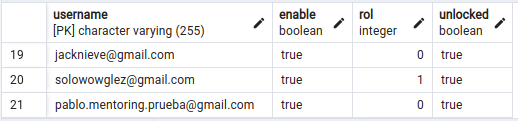 username enable rol unlocked
[PK] character varying (255) boolean integer boolean
19 jacknieve@gmail.com true 0 true
20 solowowglez@gmail.com true 1 true
21 pablo.mentoring.prueba@gmail.com true 0 true